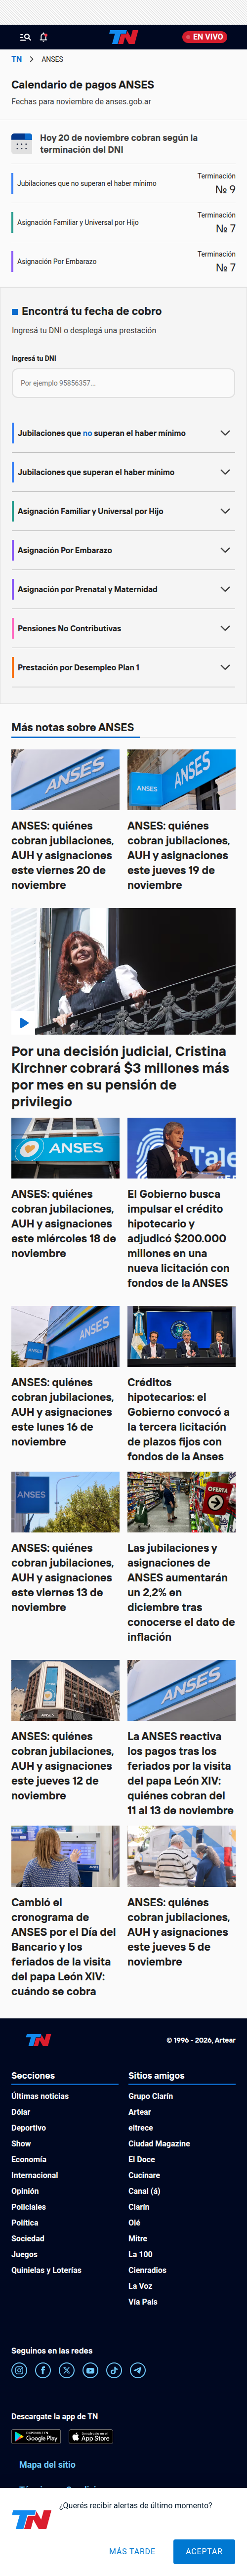 EN VIVO
TN
ANSES
Calendario de pagos ANSES
Fechas para noviembre de anses.gob.ar
Hoy 20 de noviembre cobran según la
terminación del DNI
Jubilaciones que no superan el haber mínimo
Terminación
Nº 9
Asignación Familiar y Universal por Hijo
Terminación
Nº 7
Asignación Por Embarazo
Terminación
Nº 7
Encontrá tu fecha de cobro
Ingresá tu DNI o desplegá una prestación
Ingresá tu DNI
Por ejemplo 95856357...
Jubilaciones que no superan el haber mínimo
Jubilaciones que superan el haber mínimo
Asignación Familiar y Universal por Hijo
Asignación Por Embarazo
Asignación por Prenatal y Maternidad
Pensiones No Contributivas
Prestación por Desempleo Plan 1
Más notas sobre ANSES
ANSES: quiénes
cobran jubilaciones,
AUH y asignaciones
este viernes 20 de
noviembre
ANSES: quiénes
cobran jubilaciones,
AUH y asignaciones
este jueves 19 de
noviembre
Por una decisión judicial, Cristina
Kirchner cobrará $3 millones más
por mes en su pensión de
privilegio
ANSES: quiénes
cobran jubilaciones,
AUH y asignaciones
este miércoles 18 de
noviembre
El Gobierno busca
impulsar el crédito
hipotecario y
adjudicó $200.000
millones en una
nueva licitación con
fondos de la ANSES
ANSES: quiénes
cobran jubilaciones,
AUH y asignaciones
este lunes 16 de
noviembre
Créditos
hipotecarios: el
Gobierno convocó a
la tercera licitación
de plazos fijos con
fondos de la Anses
ANSES: quiénes
cobran jubilaciones,
AUH y asignaciones
este viernes 13 de
noviembre
Las jubilaciones y
asignaciones de
ANSES aumentarán
un 2,2% en
diciembre tras
conocerse el dato de
inflación
ANSES: quiénes
cobran jubilaciones,
AUH y asignaciones
este jueves 12 de
noviembre
La ANSES reactiva
los pagos tras los
feriados por la visita
del papa León XIV:
quiénes cobran del
11 al 13 de noviembre
Cambió el
cronograma de
ANSES por el Día del
Bancario y los
feriados de la visita
del papa León XIV:
cuándo se cobra
ANSES: quiénes
cobran jubilaciones,
AUH y asignaciones
este jueves 5 de
noviembre
TN
© 1996 - 2026, Artear
Secciones
Últimas noticias
Dólar
Deportivo
Show
Economía
Internacional
Opinión
Policiales
Política
Sociedad
Juegos
Quinielas y Loterías
Sitios amigos
Grupo Clarín
Artear
eltrece
Ciudad Magazine
El Doce
Cucinare
Canal (á)
Clarín
Olé
Mitre
La 100
Cienradios
La Voz
Vía País
Seguinos en las redes
Descargate la app de TN
Google Play
App Store
Mapa del sitio
TN
¿Querés recibir alertas de último momento?
MÁS TARDE
ACEPTAR